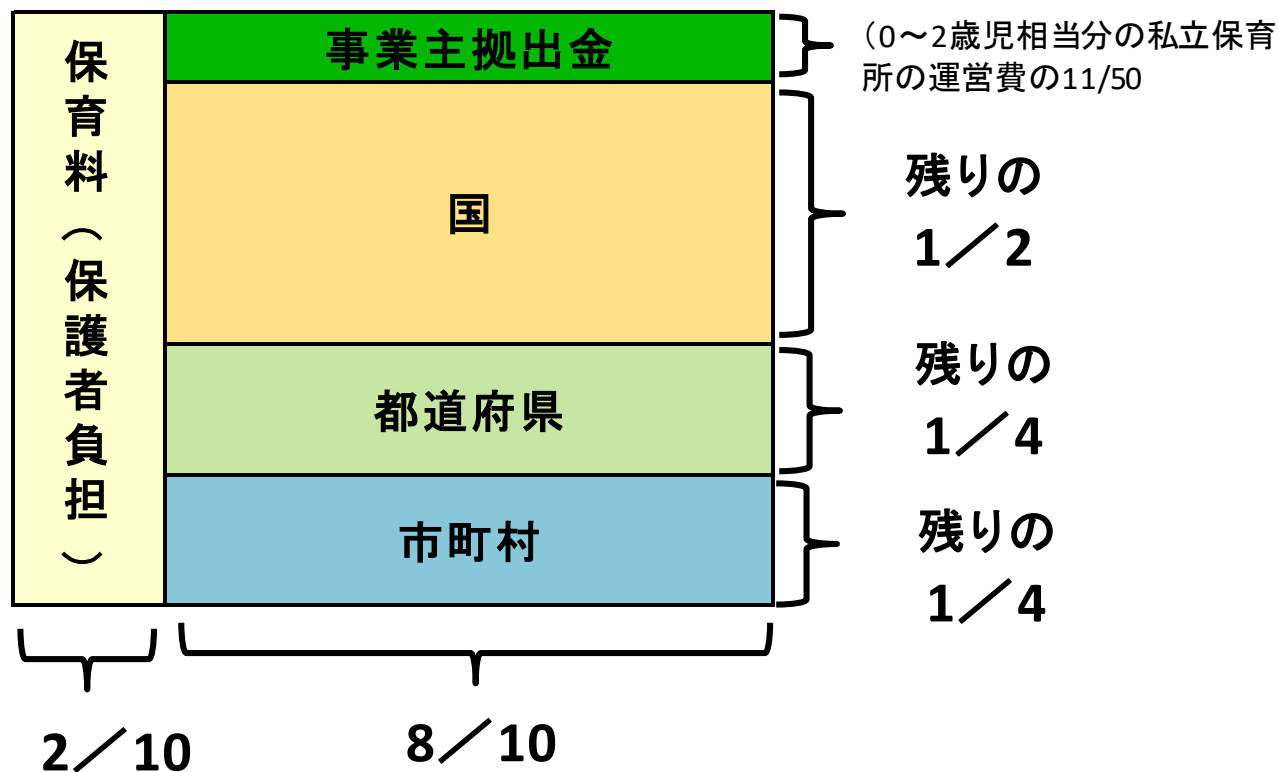 保育料（保護者負担）
事業主拠出金
（0～2歳児相当分の私立保育
所の運営費の11/50
国
残りの
1／2
都道府県
残りの
1／4
市町村
残りの
1／4
2／10
8／10